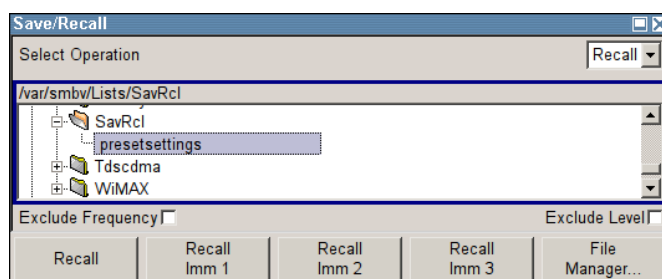 Save/Recall
Select Operation Recall
/var/smbv/Lists/SavRcl
SavRcl
presetsettings
Tdscdma
WiMAX
Exclude Frequency Exclude Level
Recall Recall Imm 1 Recall Imm 2 Recall Imm 3 File Manager...